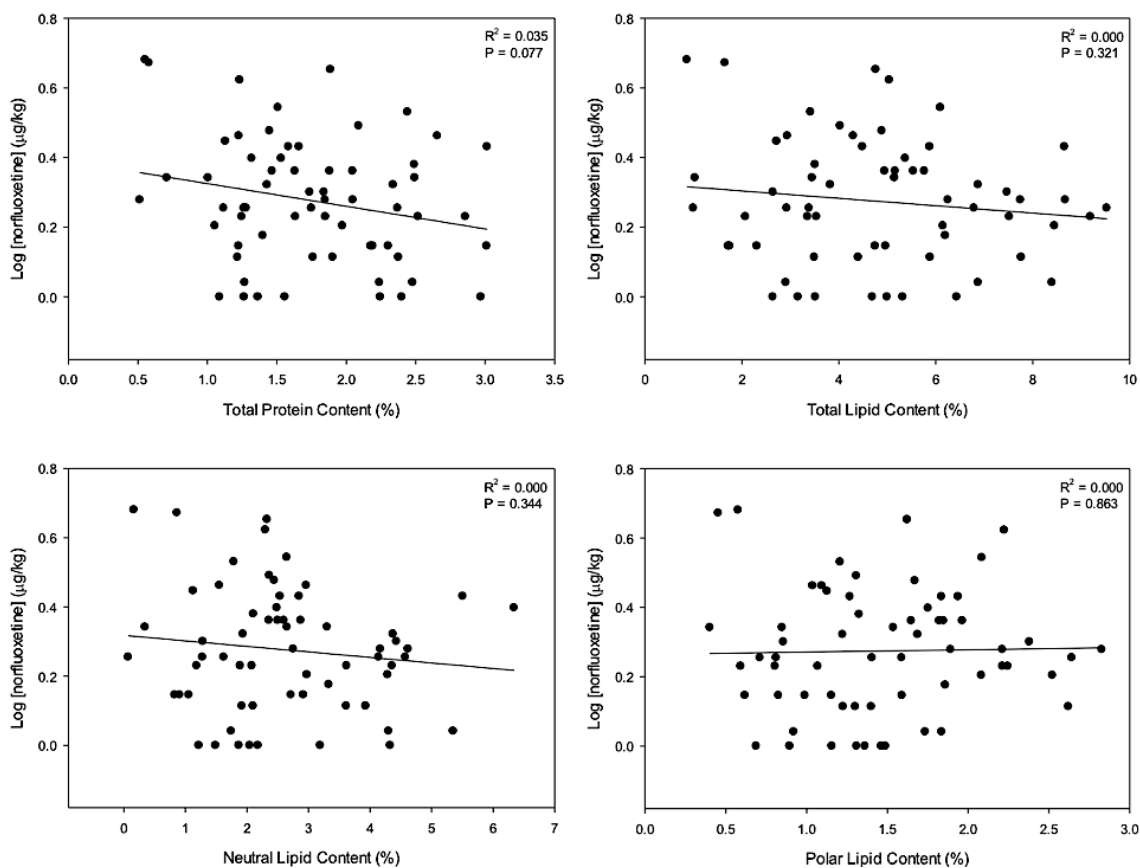 R² = 0.035
P = 0.077
0.8
0.6
0.4
0.2
0.0
Log [norfluoxetine] (µg/kg)
0.0 0.5 1.0 1.5 2.0 2.5 3.0 3.5
Total Protein Content (%)
R² = 0.000
P = 0.321
0.8
0.6
0.4
0.2
0.0
Log [norfluoxetine] (µg/kg)
0 2 4 6 8 10
Total Lipid Content (%)
R² = 0.000
P = 0.344
0.8
0.6
0.4
0.2
0.0
Log [norfluoxetine] (µg/kg)
0 1 2 3 4 5 6 7
Neutral Lipid Content (%)
R² = 0.000
P = 0.863
0.8
0.6
0.4
0.2
0.0
Log [norfluoxetine] (µg/kg)
0.0 0.5 1.0 1.5 2.0 2.5 3.0
Polar Lipid Content (%)